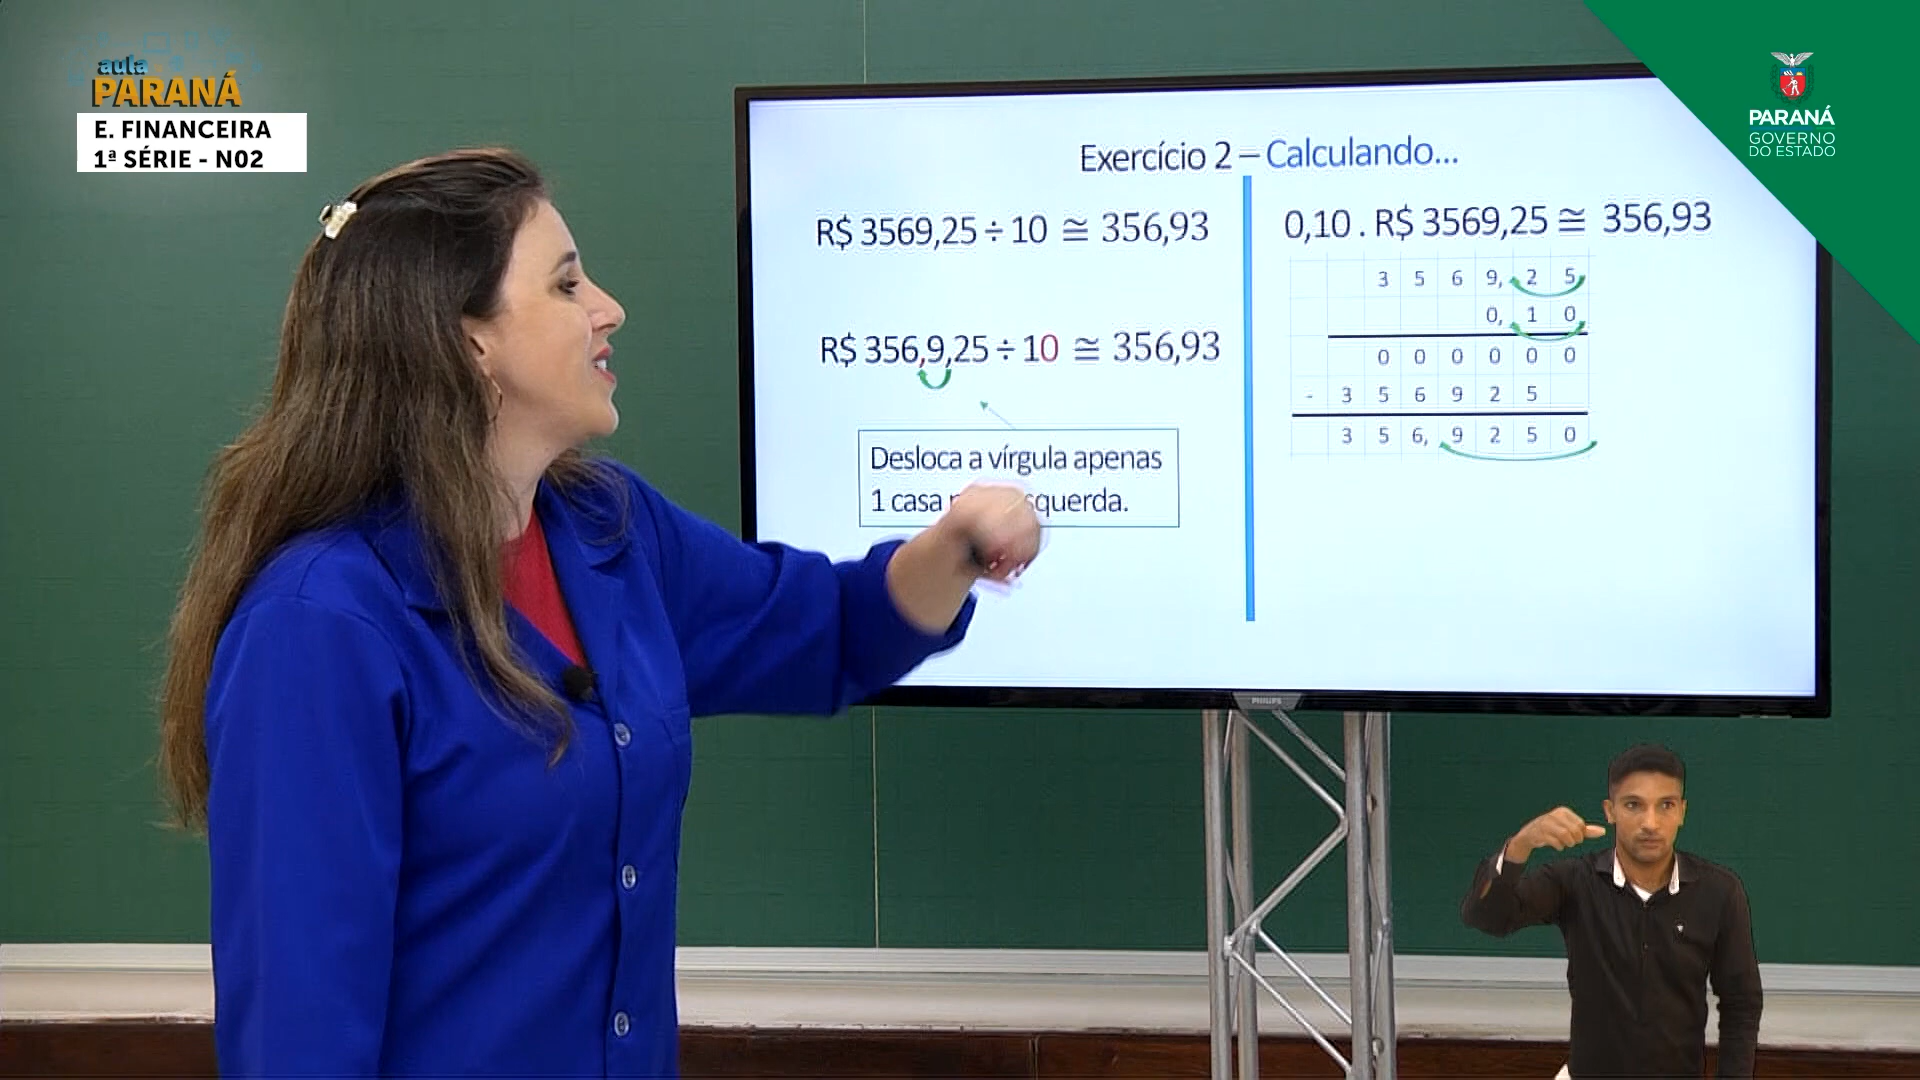 aula
PARANÁ
E. FINANCEIRA
1ª SÉRIE - N02
PARANÁ
GOVERNO
DO ESTADO
Exercício 2 – Calculando...
R$ 3569,25 ÷ 10 ≅ 356,93
R$ 356,9,25 ÷ 10 ≅ 356,93
Desloca a vírgula apenas
1 casa squerda.
0,10 . R$ 3569,25 ≅ 356,93
3 5 6 9, 2 5
0, 1 0
0 0 0 0 0 0
- 3 5 6 9 2 5
3 5 6, 9 2 5 0
PHILIPS